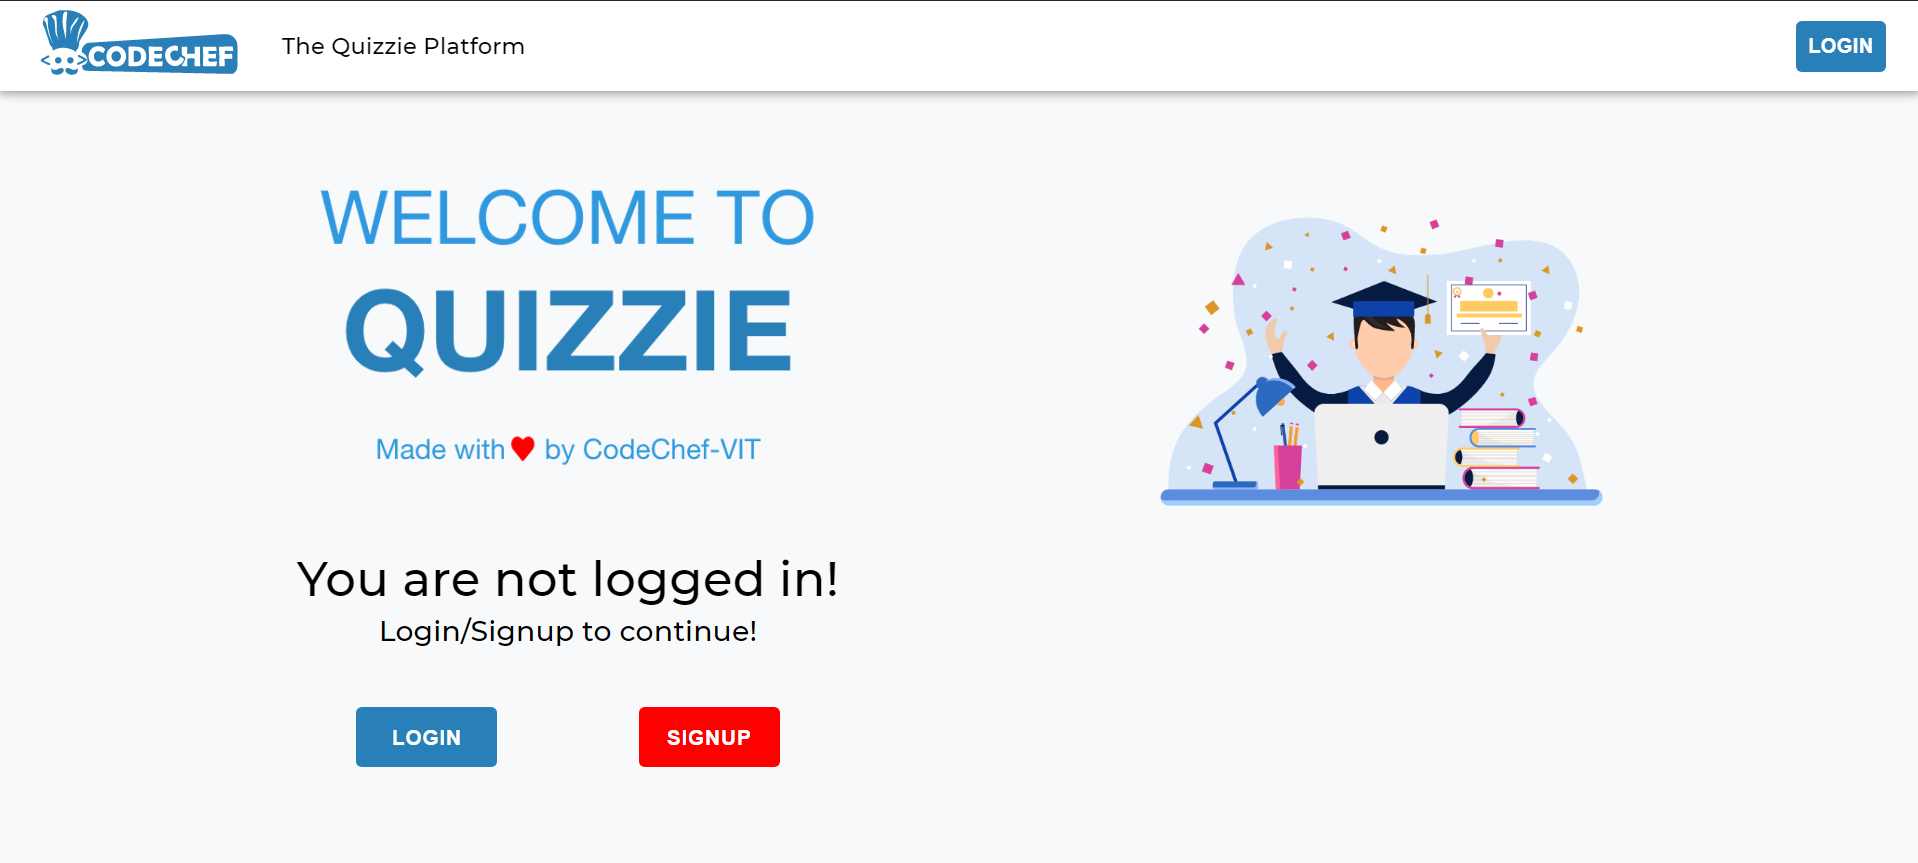 CODECHEF
The Quizzie Platform
LOGIN
WELCOME TO
QUIZZIE
Made with ❤ by CodeChef-VIT
You are not logged in!
Login/Signup to continue!
LOGIN
SIGNUP